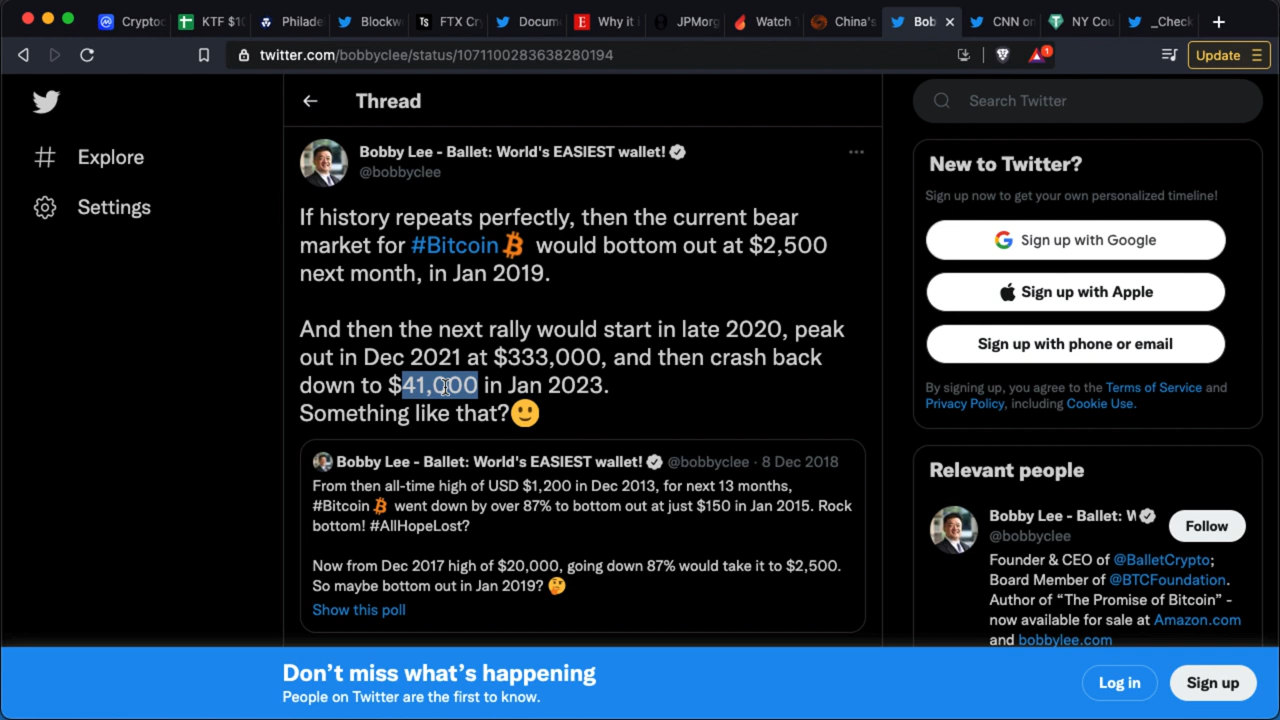 Cryptoc
KTF $1(
Philade
Blockw
FTX Cr
Docum
Why it
JPMorg
Watch
China's
Bob
CNN or
NY Cou
_Check
twitter.com/bobbyclee/status/1071100283638280194
1
Update
Explore
Settings
Thread
Bobby Lee - Ballet: World's EASIEST wallet!
@bobbyclee
If history repeats perfectly, then the current bear
market for #Bitcoin would bottom out at $2,500
next month, in Jan 2019.
And then the next rally would start in late 2020, peak
out in Dec 2021 at $333,000, and then crash back
down to $41,000 in Jan 2023.
Something like that?🙂
Bobby Lee - Ballet: World's EASIEST wallet! @bobbyclee · 8 Dec 2018
From then all-time high of USD $1,200 in Dec 2013, for next 13 months,
#Bitcoin went down by over 87% to bottom out at just $150 in Jan 2015. Rock
bottom! #AllHopeLost?
Now from Dec 2017 high of $20,000, going down 87% would take it to $2,500.
So maybe bottom out in Jan 2019? 🤔
Show this poll
Search Twitter
New to Twitter?
Sign up now to get your own personalized timeline!
Sign up with Google
Sign up with Apple
Sign up with phone or email
By signing up, you agree to the Terms of Service and
Privacy Policy, including Cookie Use.
Relevant people
Bobby Lee - Ballet: W
@bobbyclee
Follow
Founder & CEO of @BalletCrypto;
Board Member of @BTCFoundation.
Author of “The Promise of Bitcoin” -
now available for sale at Amazon.com
and bobbylee.com
Don’t miss what’s happening
People on Twitter are the first to know.
Log in
Sign up